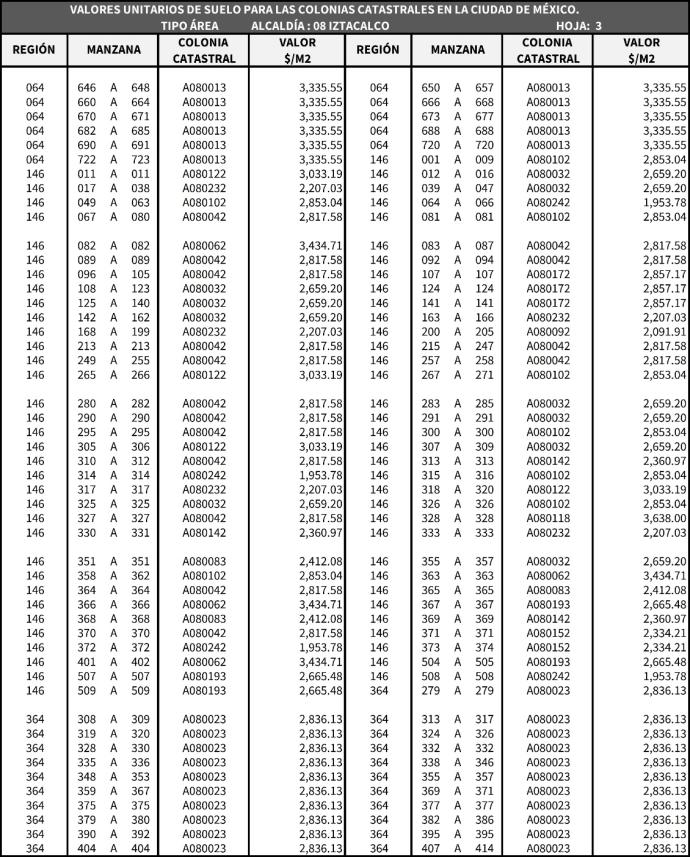 VALORES UNITARIOS DE SUELO PARA LAS COLONIAS CATASTRALES EN LA CIUDAD DE MÉXICO.
TIPO ÁREA ALCALDÍA : 08 IZTACALCO HOJA: 3
REGIÓN MANZANA COLONIA CATASTRAL VALOR $/M2 REGIÓN MANZANA COLONIA CATASTRAL VALOR $/M2
064 646 A 648 A080013 3,335.55 064 650 A 657 A080013 3,335.55
064 660 A 664 A080013 3,335.55 064 666 A 668 A080013 3,335.55
064 670 A 671 A080013 3,335.55 064 673 A 677 A080013 3,335.55
064 682 A 685 A080013 3,335.55 064 688 A 688 A080013 3,335.55
064 690 A 691 A080013 3,335.55 064 720 A 720 A080013 3,335.55
064 722 A 723 A080013 3,335.55 146 001 A 009 A080102 2,853.04
146 011 A 011 A080122 3,033.19 146 012 A 016 A080032 2,659.20
146 017 A 038 A080232 2,207.03 146 039 A 047 A080032 2,659.20
146 049 A 063 A080102 2,853.04 146 064 A 066 A080242 1,953.78
146 067 A 080 A080042 2,817.58 146 081 A 081 A080102 2,853.04
146 082 A 082 A080062 3,434.71 146 083 A 087 A080042 2,817.58
146 089 A 089 A080042 2,817.58 146 092 A 094 A080042 2,817.58
146 096 A 105 A080042 2,817.58 146 107 A 107 A080172 2,857.17
146 108 A 123 A080032 2,659.20 146 124 A 124 A080172 2,857.17
146 125 A 140 A080032 2,659.20 146 141 A 141 A080172 2,857.17
146 142 A 162 A080032 2,659.20 146 163 A 166 A080232 2,207.03
146 168 A 199 A080232 2,207.03 146 200 A 205 A080092 2,091.91
146 213 A 213 A080042 2,817.58 146 215 A 247 A080042 2,817.58
146 249 A 255 A080042 2,817.58 146 257 A 258 A080042 2,817.58
146 265 A 266 A080122 3,033.19 146 267 A 271 A080102 2,853.04
146 280 A 282 A080042 2,817.58 146 283 A 285 A080032 2,659.20
146 290 A 290 A080042 2,817.58 146 291 A 291 A080032 2,659.20
146 295 A 295 A080042 2,817.58 146 300 A 300 A080102 2,853.04
146 305 A 306 A080122 3,033.19 146 307 A 309 A080032 2,659.20
146 310 A 312 A080042 2,817.58 146 313 A 313 A080142 2,360.97
146 314 A 314 A080242 1,953.78 146 315 A 316 A080102 2,853.04
146 317 A 317 A080232 2,207.03 146 318 A 320 A080122 3,033.19
146 325 A 325 A080032 2,659.20 146 326 A 326 A080102 2,853.04
146 327 A 327 A080042 2,817.58 146 328 A 328 A080118 3,638.00
146 330 A 331 A080142 2,360.97 146 333 A 333 A080232 2,207.03
146 351 A 351 A080083 2,412.08 146 355 A 357 A080032 2,659.20
146 358 A 362 A080102 2,853.04 146 363 A 363 A080062 3,434.71
146 364 A 364 A080042 2,817.58 146 365 A 365 A080083 2,412.08
146 366 A 366 A080062 3,434.71 146 367 A 367 A080193 2,665.48
146 368 A 368 A080083 2,412.08 146 369 A 369 A080142 2,360.97
146 370 A 370 A080042 2,817.58 146 371 A 371 A080152 2,334.21
146 372 A 372 A080242 1,953.78 146 373 A 374 A080152 2,334.21
146 401 A 402 A080062 3,434.71 146 504 A 505 A080193 2,665.48
146 507 A 507 A080193 2,665.48 146 508 A 508 A080242 1,953.78
146 509 A 509 A080193 2,665.48 364 279 A 279 A080023 2,836.13
364 308 A 309 A080023 2,836.13 364 313 A 317 A080023 2,836.13
364 319 A 320 A080023 2,836.13 364 324 A 326 A080023 2,836.13
364 328 A 330 A080023 2,836.13 364 332 A 332 A080023 2,836.13
364 335 A 336 A080023 2,836.13 364 338 A 346 A080023 2,836.13
364 348 A 353 A080023 2,836.13 364 355 A 357 A080023 2,836.13
364 359 A 367 A080023 2,836.13 364 369 A 371 A080023 2,836.13
364 375 A 375 A080023 2,836.13 364 377 A 377 A080023 2,836.13
364 379 A 380 A080023 2,836.13 364 382 A 386 A080023 2,836.13
364 390 A 392 A080023 2,836.13 364 395 A 395 A080023 2,836.13
364 404 A 404 A080023 2,836.13 364 407 A 414 A080023 2,836.13